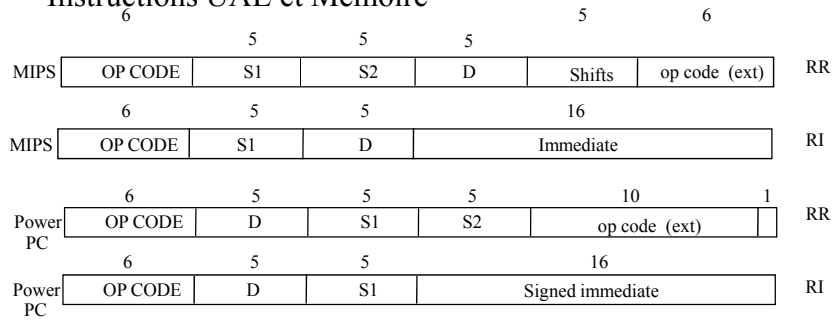 Instructions UAL et Mémoire
6 5 5 5 5 6
MIPS OP CODE S1 S2 D Shifts op code (ext) RR
6 5 5 16
MIPS OP CODE S1 D Immediate RI
6 5 5 5 10 1
Power PC OP CODE D S1 S2 op code (ext) RR
6 5 5 16
Power PC OP CODE D S1 Signed immediate RI